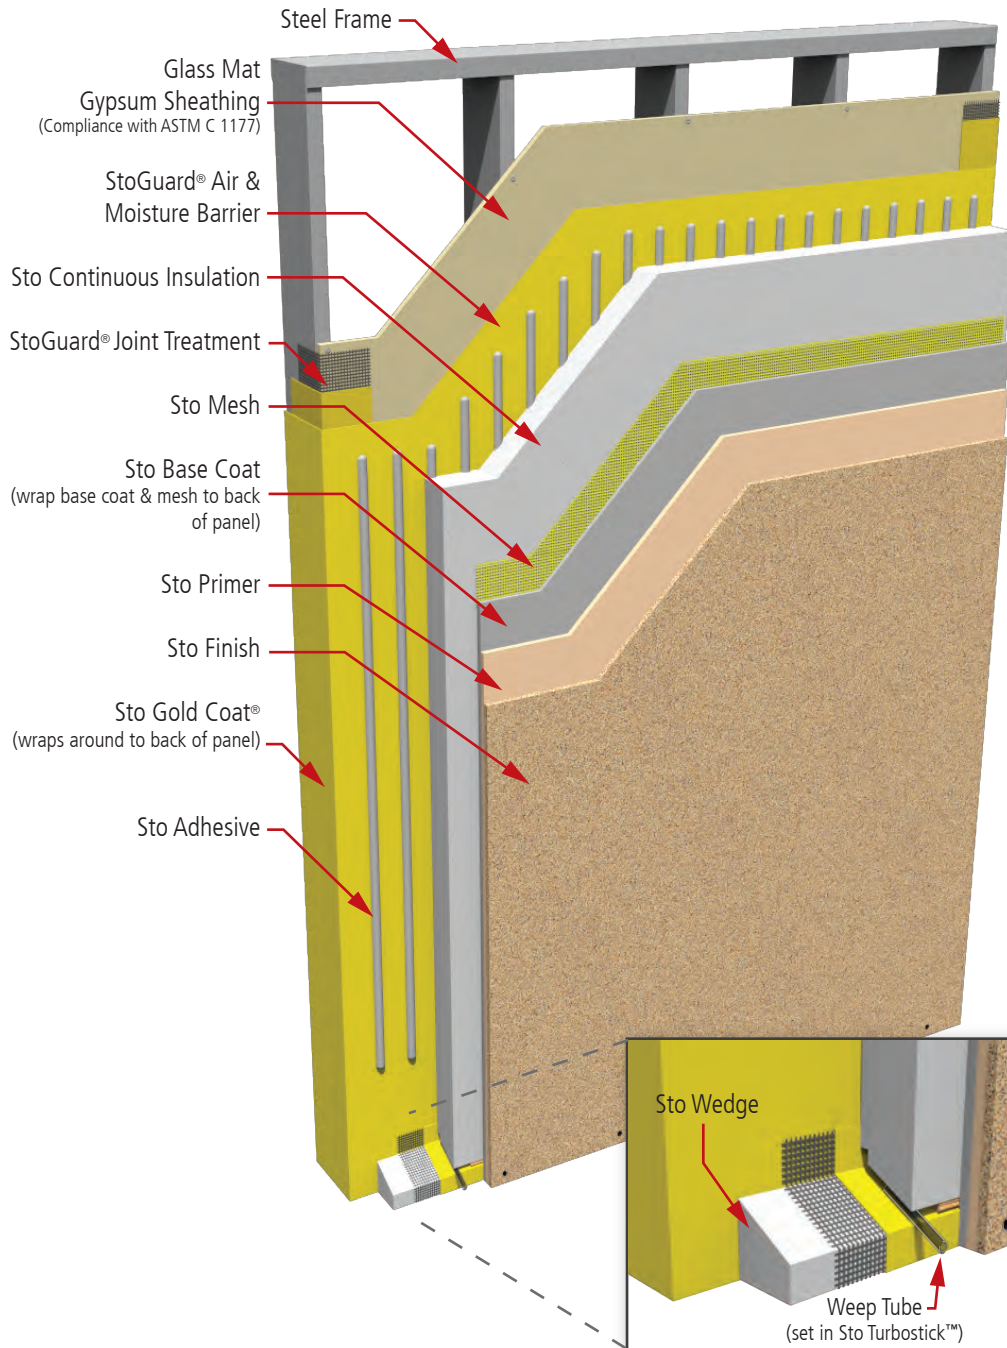 Steel Frame
Glass Mat
Gypsum Sheathing
(Compliance with ASTM C 1177)
StoGuard® Air &
Moisture Barrier
Sto Continuous Insulation
StoGuard® Joint Treatment
Sto Mesh
Sto Base Coat
(wrap base coat & mesh to back
of panel)
Sto Primer
Sto Finish
Sto Gold Coat®
(wraps around to back of panel)
Sto Adhesive
Sto Wedge
Weep Tube
(set in Sto Turbostick™)